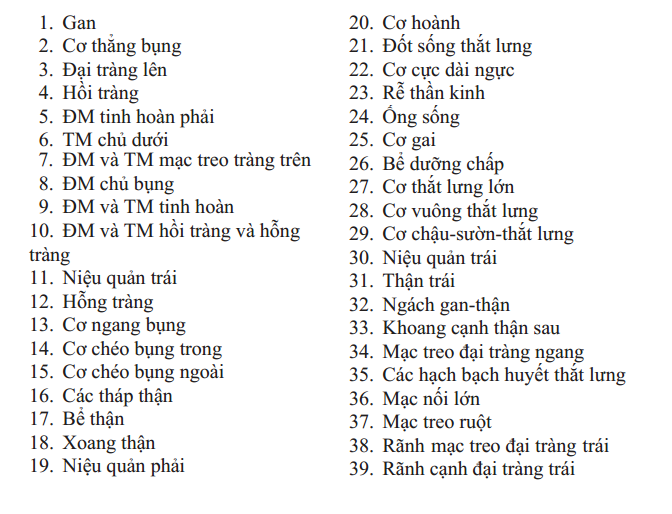 1. Gan
2. Cơ thẳng bụng
3. Đại tràng lên
4. Hồi tràng
5. ĐM tinh hoàn phải
6. TM chủ dưới
7. ĐM và TM mạc treo tràng trên
8. ĐM chủ bụng
9. ĐM và TM tinh hoàn
10. ĐM và TM hồi tràng và hỗng
tràng
11. Niệu quản trái
12. Hỗng tràng
13. Cơ ngang bụng
14. Cơ chéo bụng trong
15. Cơ chéo bụng ngoài
16. Các tháp thận
17. Bể thận
18. Xoang thận
19. Niệu quản phải
20. Cơ hoành
21. Đốt sống thắt lưng
22. Cơ cực dài ngực
23. Rễ thần kinh
24. Ống sống
25. Cơ gai
26. Bể dưỡng chấp
27. Cơ thắt lưng lớn
28. Cơ vuông thắt lưng
29. Cơ chậu-sườn-thắt lưng
30. Niệu quản trái
31. Thận trái
32. Ngách gan-thận
33. Khoang cạnh thận sau
34. Mạc treo đại tràng ngang
35. Các hạch bạch huyết thắt lưng
36. Mạc nối lớn
37. Mạc treo ruột
38. Rãnh mạc treo đại tràng trái
39. Rãnh cạnh đại tràng trái